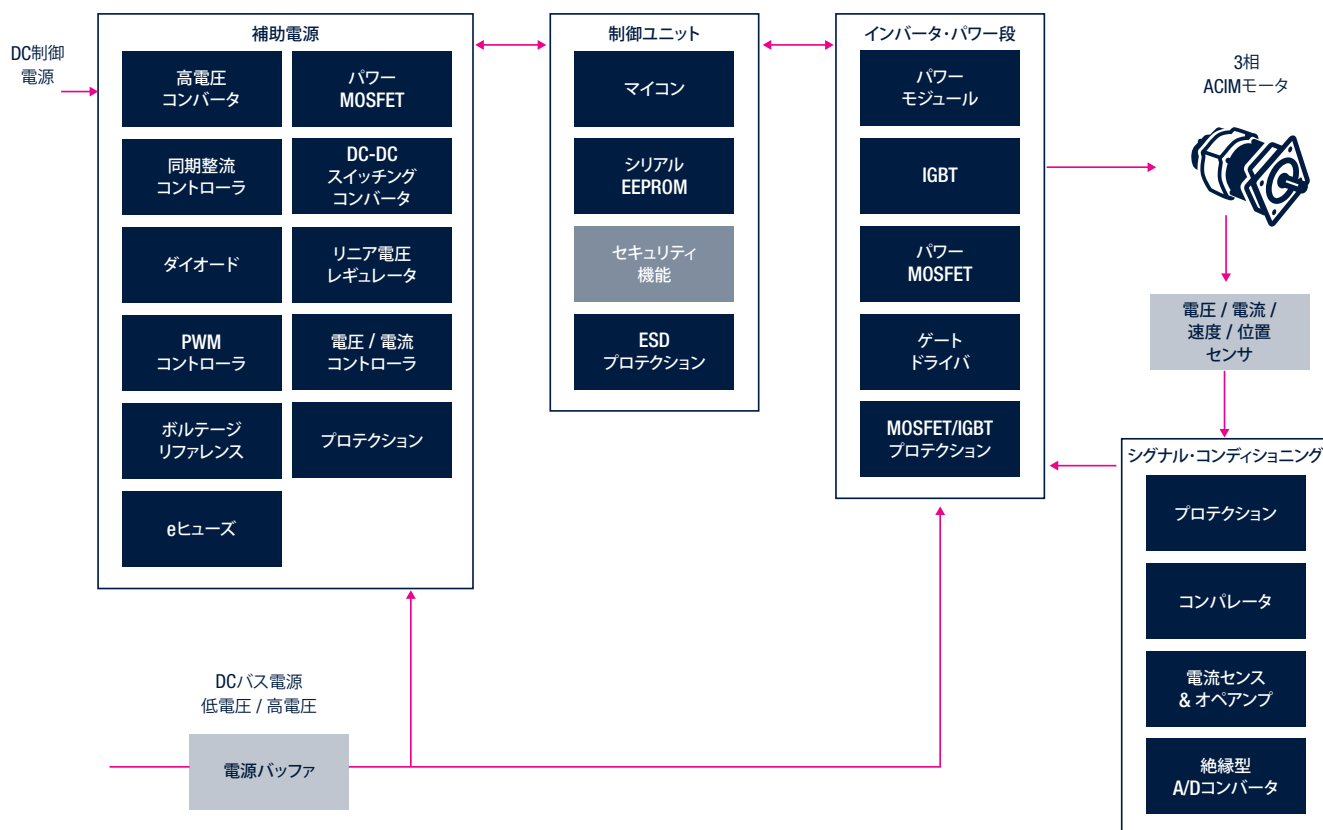 DC制御
電源
補助電源
高電圧
コンバータ
パワー
MOSFET
同期整流
コントローラ
DC-DC
スイッチング
コンバータ
ダイオード
リニア電圧
レギュレータ
PWM
コントローラ
電圧 / 電流
コントローラ
ボルテージ
リファレンス
プロテクション
eヒューズ
制御ユニット
マイコン
シリアル
EEPROM
セキュリティ
機能
ESD
プロテクション
インバータ・パワー段
パワー
モジュール
IGBT
パワー
MOSFET
ゲート
ドライバ
MOSFET/IGBT
プロテクション
3相
ACIMモータ
電圧 / 電流 /
速度 / 位置
センサ
シグナル・コンディショニング
プロテクション
コンパレータ
電流センス
& オペアンプ
絶縁型
A/Dコンバータ
DCバス電源
低電圧 / 高電圧
電源バッファ